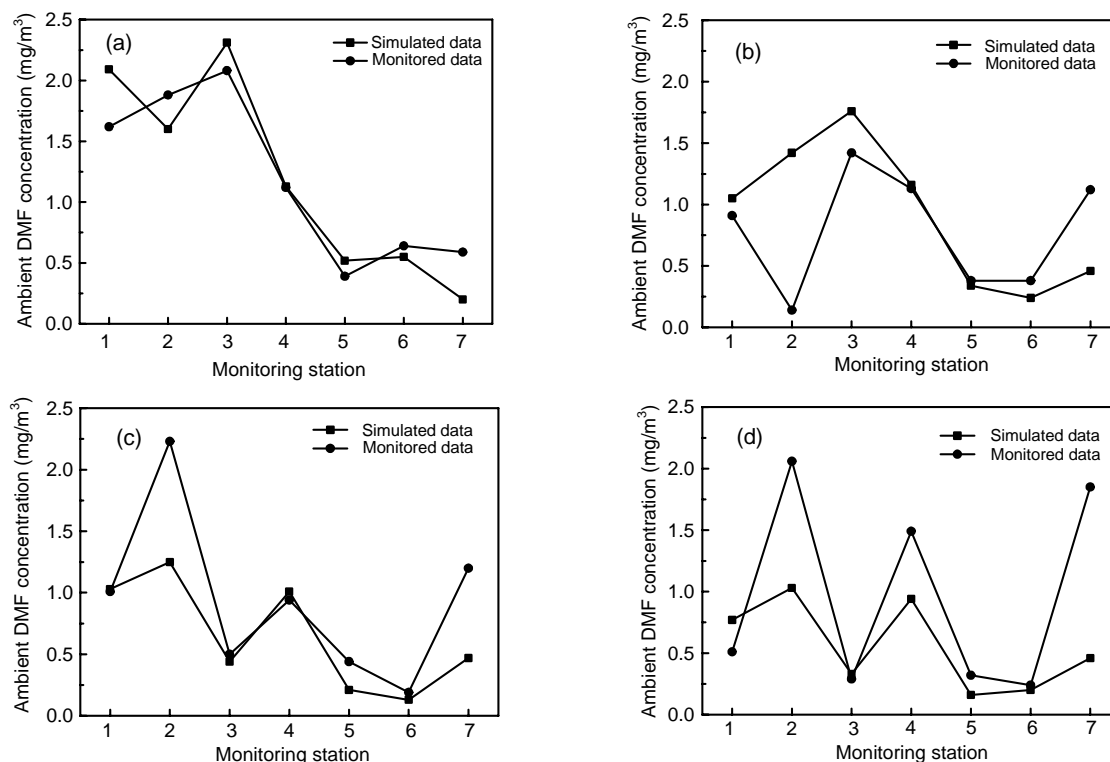 (a)
Simulated data
Monitored data
Ambient DMF concentration (mg/m³)
2.5
2.0
1.5
1.0
0.5
0.0
1 2 3 4 5 6 7
Monitoring station
(b)
Simulated data
Monitored data
Ambient DMF concentration (mg/m³)
2.5
2.0
1.5
1.0
0.5
0.0
1 2 3 4 5 6 7
Monitoring station
(c)
Simulated data
Monitored data
Ambient DMF concentration (mg/m³)
2.5
2.0
1.5
1.0
0.5
0.0
1 2 3 4 5 6 7
Monitoring station
(d)
Simulated data
Monitored data
Ambient DMF concentration (mg/m³)
2.5
2.0
1.5
1.0
0.5
0.0
1 2 3 4 5 6 7
Monitoring station